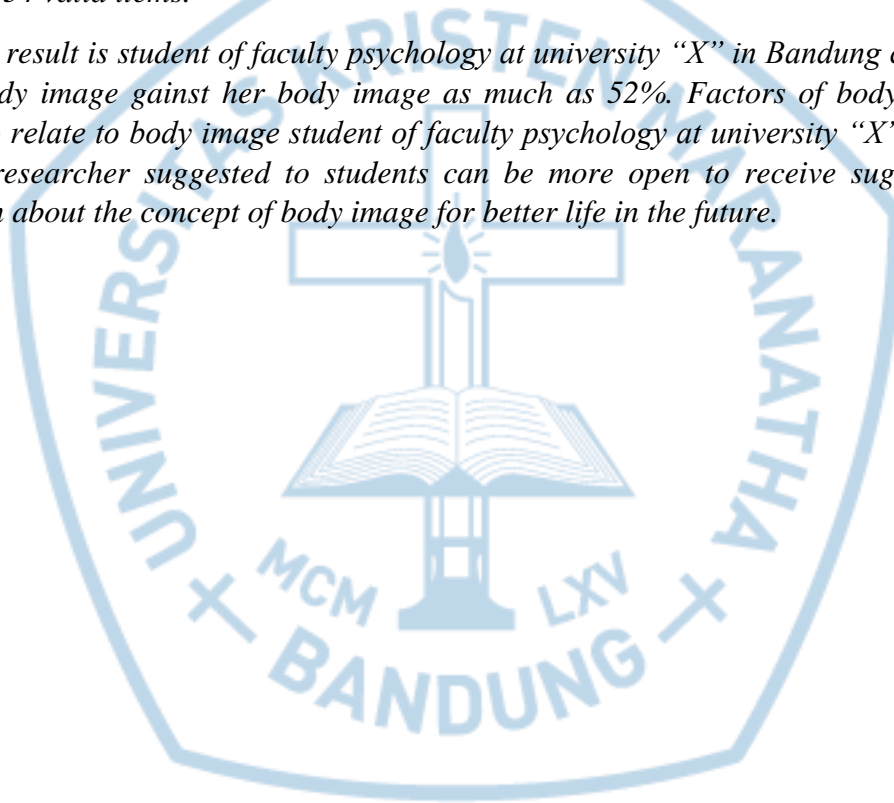 34 valid items.
result is student of faculty psychology at university “X” in Bandung
dy image gainst her body image as much as 52%. Factors of body
relate to body image student of faculty psychology at university “X”
researcher suggested to students can be more open to receive sug
n about the concept of body image for better life in the future.
UNIVERSITAS KRISTEN MARANATHA
MCM LXV
BANDUNG